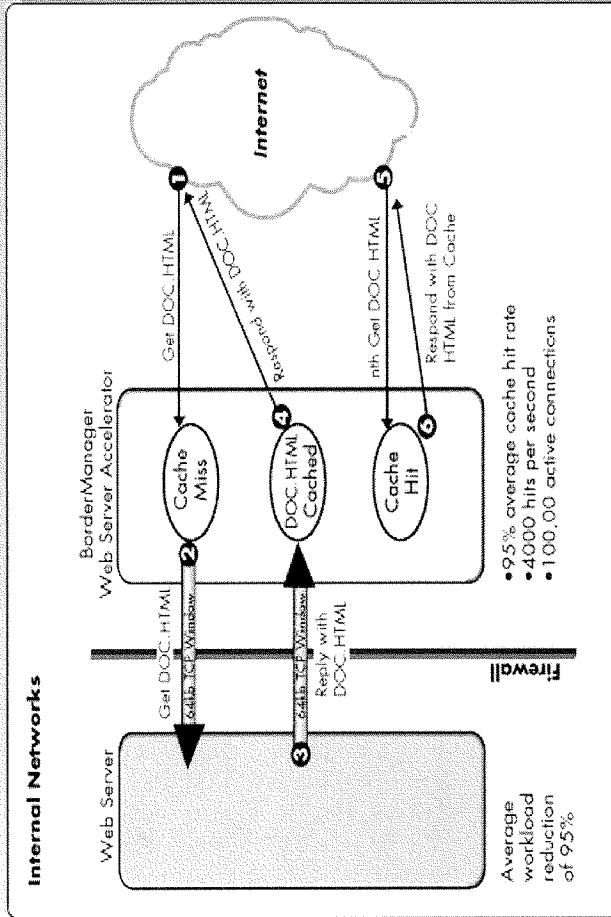 Internal Networks
Web Server
Average
workload
reduction
of 95%
Firewall
Get DOC.HTML
64kb TCP Window
64kb TCP Window
Reply with
DOC.HTML
BorderManager
Web Server Accelerator
Cache
Miss
DOC.HTML
Cached
Cache
Hit
•95% average cache hit rate
•4000 hits per second
•100,00 active connections
Get DOC.HTML
Respond with DOC.HTML
nth Get DOC HTML
Respond with DOC
HTML from Cache
Internet
1
2
3
4
5
6